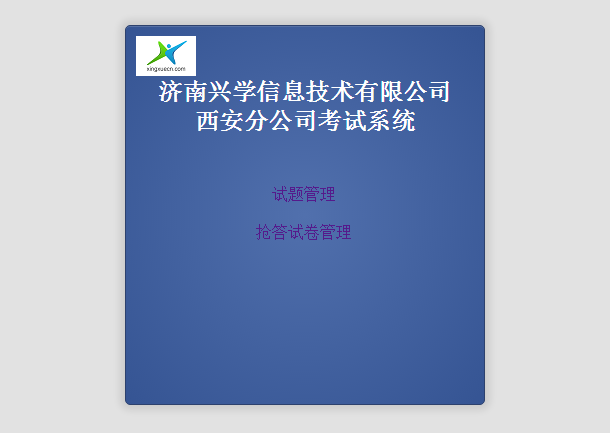 xingxuecn.com
济南兴学信息技术有限公司
西安分公司考试系统
试题管理
抢答试卷管理